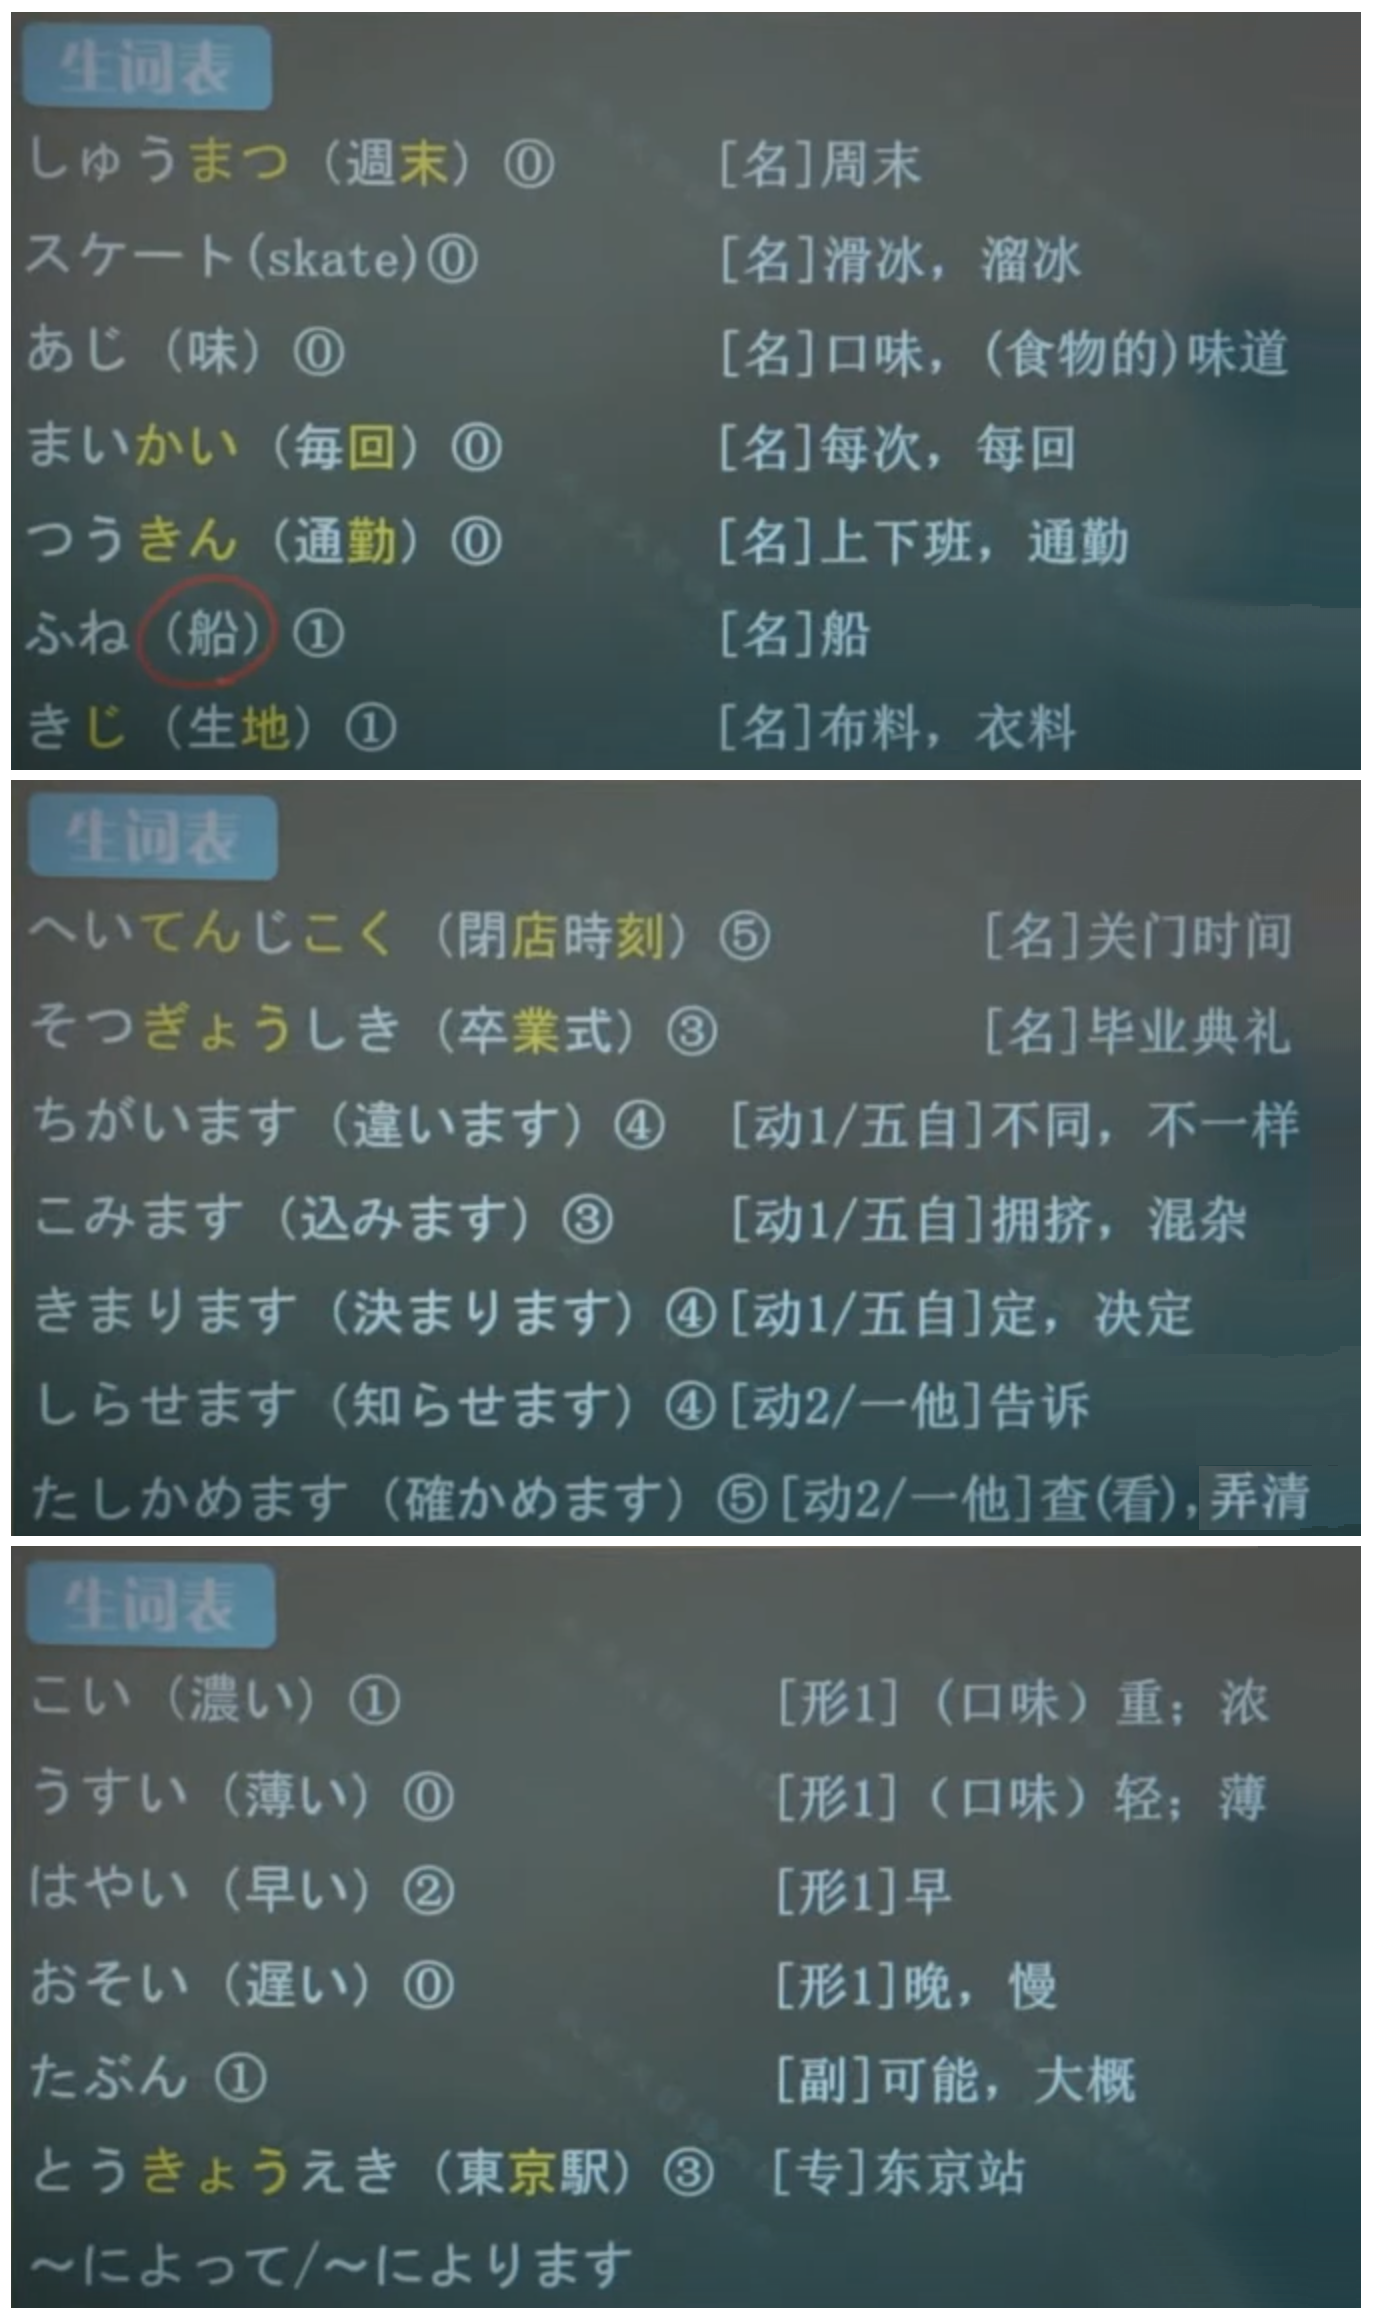 生词表
しゅうまつ（週末）⓪ [名]周末
スケート(skate)⓪ [名]滑冰，溜冰
あじ（味）⓪ [名]口味，(食物的)味道
まいかい（毎回）⓪ [名]每次，每回
つうきん（通勤）⓪ [名]上下班，通勤
ふね（船）① [名]船
きじ（生地）① [名]布料，衣料
生词表
へいてんじこく（閉店時刻）⑤ [名]关门时间
そつぎょうしき（卒業式）③ [名]毕业典礼
ちがいます（違います）④ [动1/五自]不同，不一样
こみます（込みます）③ [动1/五自]拥挤，混杂
きまります（決まります）④[动1/五自]定，决定
しらせます（知らせます）④[动2/一他]告诉
たしかめます（確かめます）⑤[动2/一他]查(看),弄清
生词表
こい（濃い）① [形1]（口味）重；浓
うすい（薄い）⓪ [形1]（口味）轻；薄
はやい（早い）② [形1]早
おそい（遅い）⓪ [形1]晚，慢
たぶん ① [副]可能，大概
とうきょうえき（東京駅）③ [专]东京站
～によって/～によります